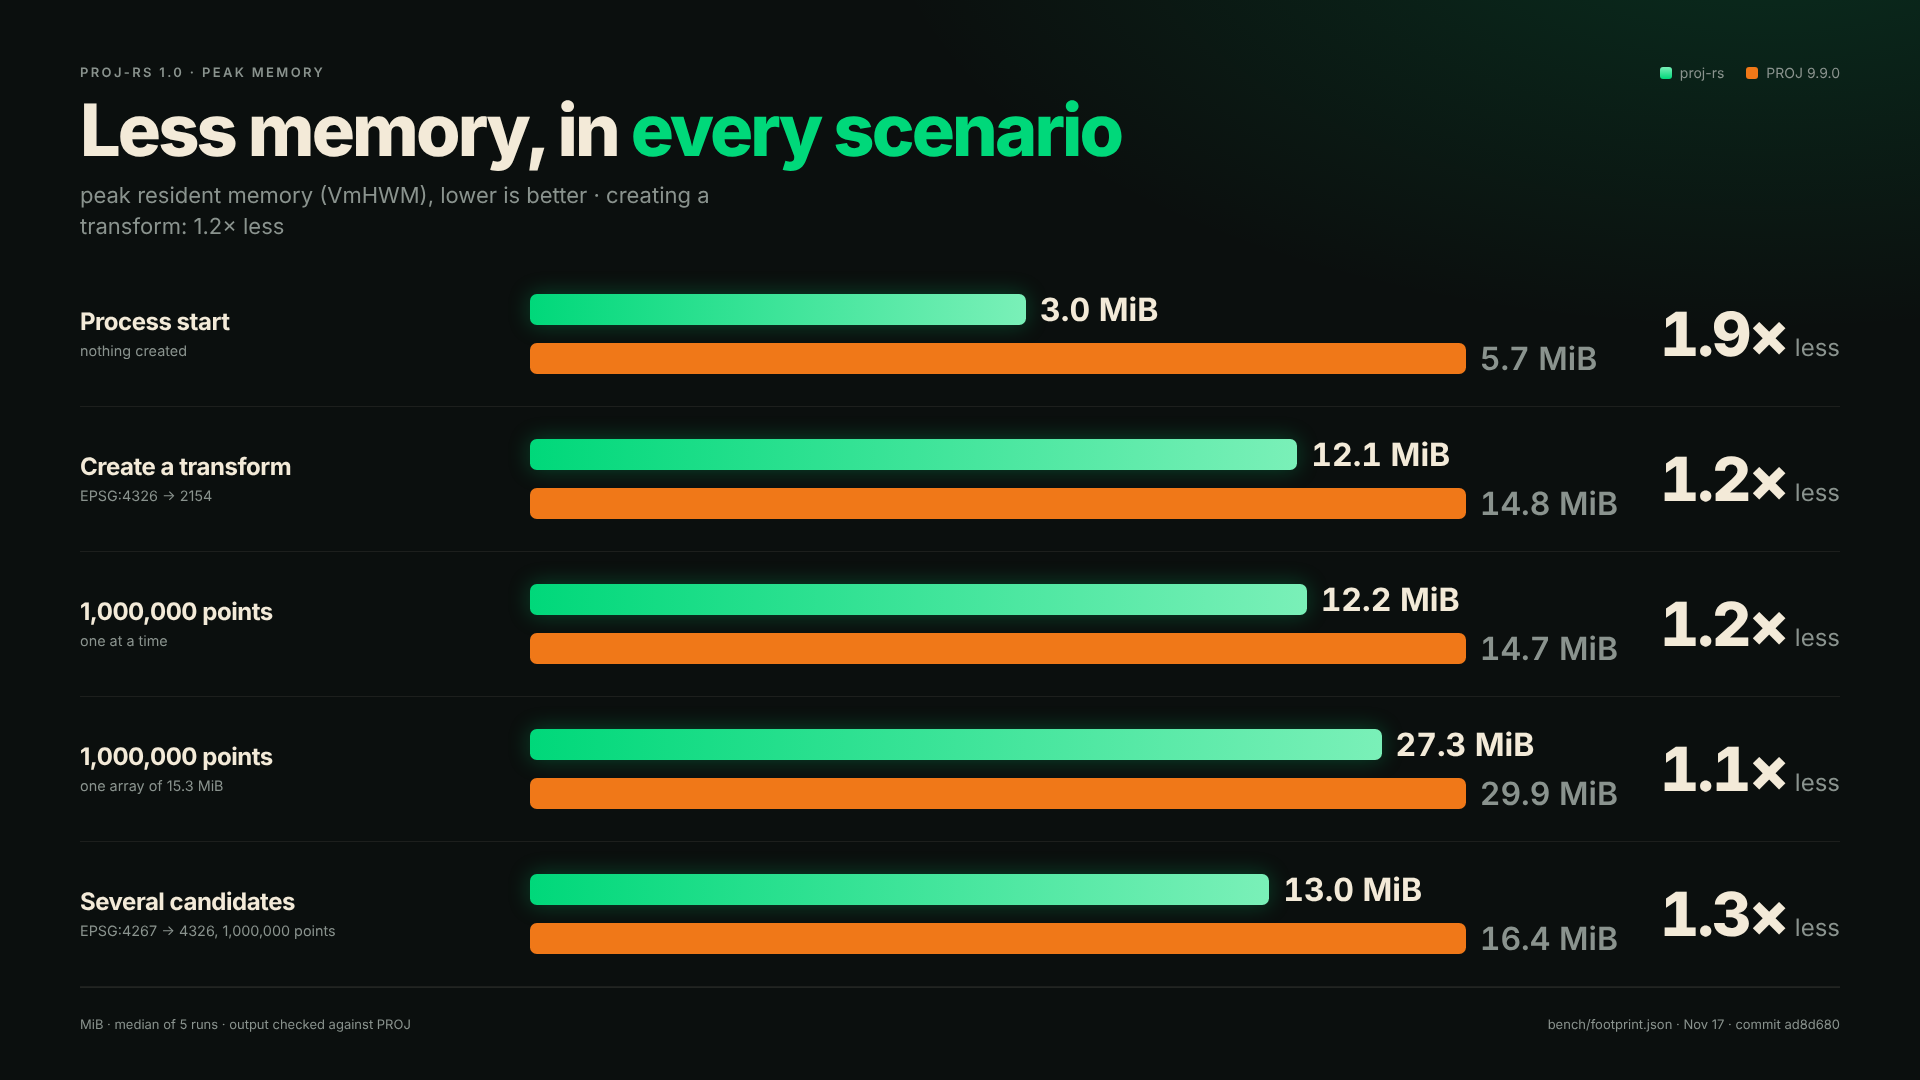 PROJ-RS 1.0 · PEAK MEMORY
proj-rs
PROJ 9.9.0
Less memory, in every scenario
peak resident memory (VmHWM), lower is better · creating a
transform: 1.2× less
Process start
nothing created
3.0 MiB
5.7 MiB
1.9× less
Create a transform
EPSG:4326 → 2154
12.1 MiB
14.8 MiB
1.2× less
1,000,000 points
one at a time
12.2 MiB
14.7 MiB
1.2× less
1,000,000 points
one array of 15.3 MiB
27.3 MiB
29.9 MiB
1.1× less
Several candidates
EPSG:4267 → 4326, 1,000,000 points
13.0 MiB
16.4 MiB
1.3× less
MiB · median of 5 runs · output checked against PROJ
bench/footprint.json · Nov 17 · commit ad8d680